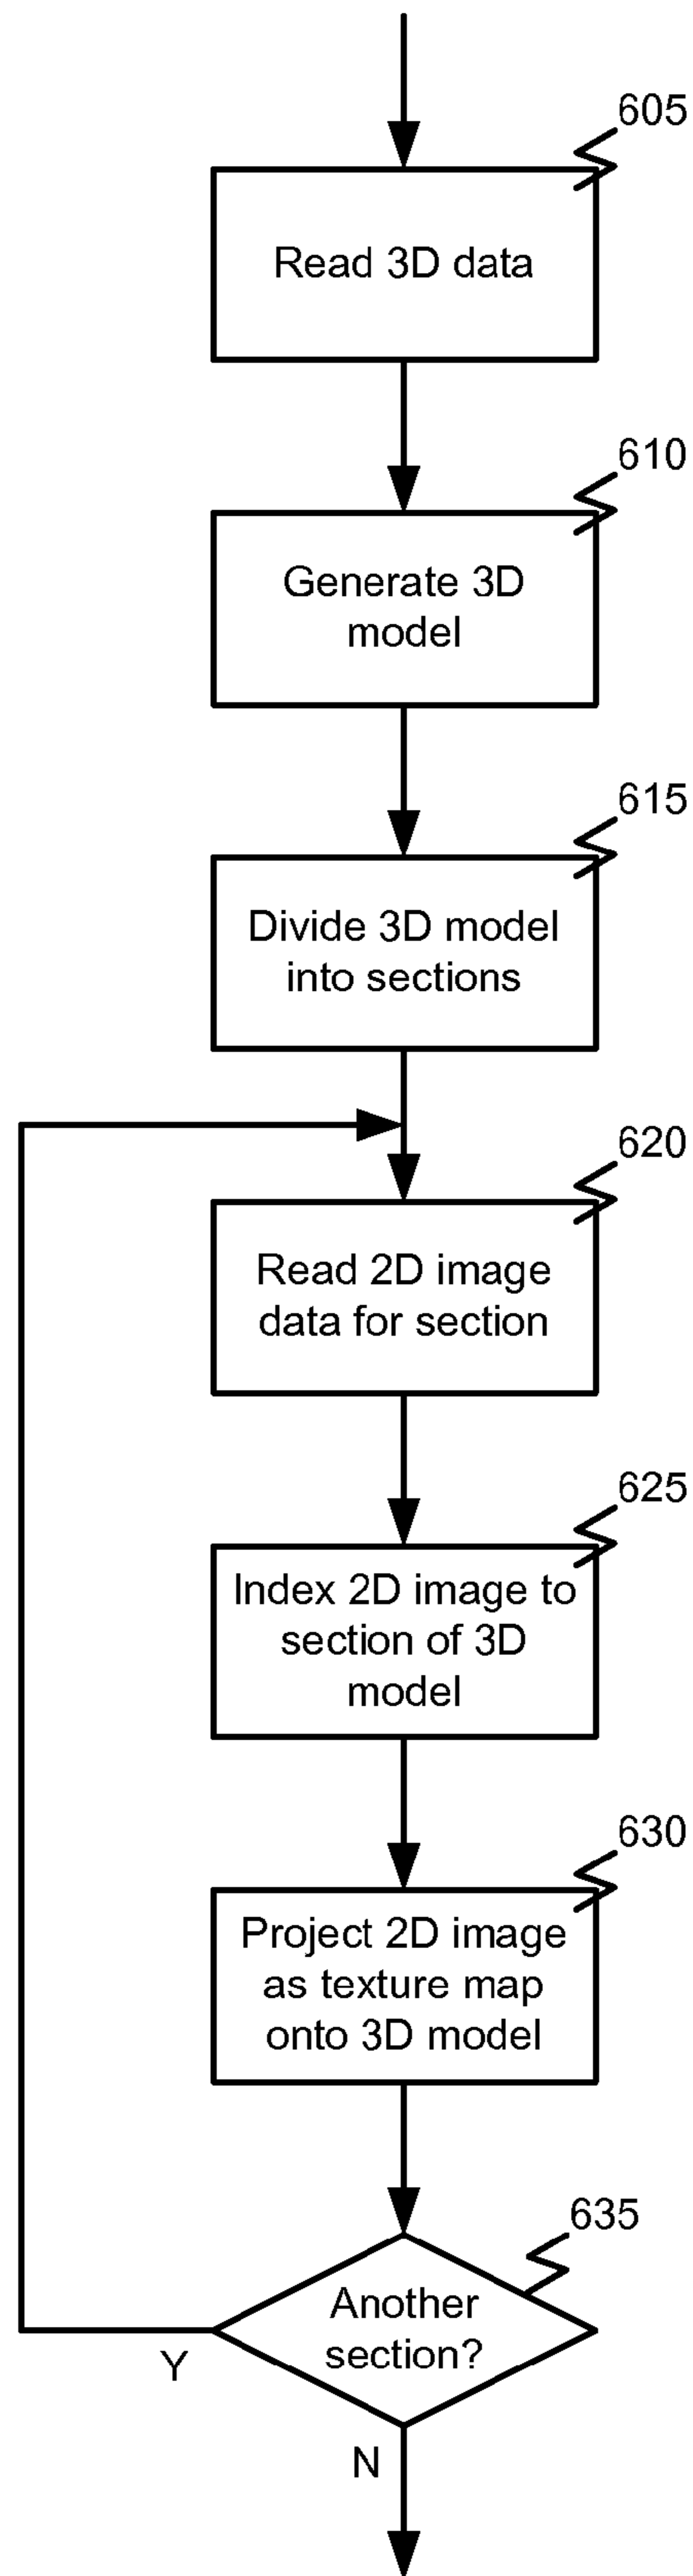 605
Read 3D data
610
Generate 3D
model
615
Divide 3D model
into sections
620
Read 2D image
data for section
625
Index 2D image to
section of 3D
model
630
Project 2D image
as texture map
onto 3D model
635
Another
section?
Y
N